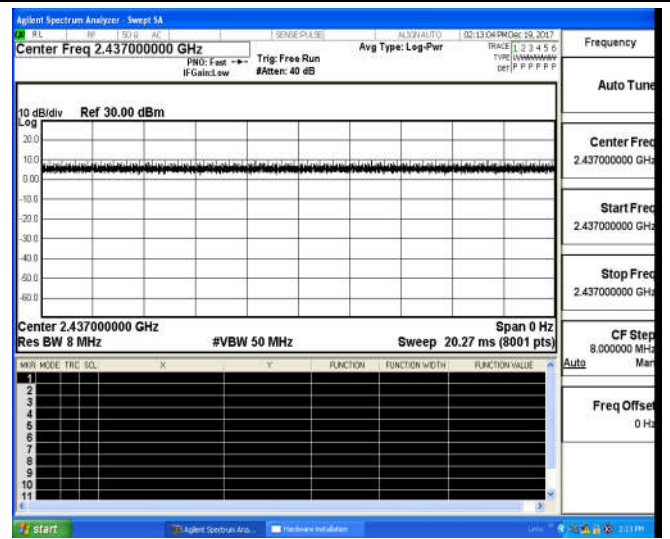 Agilent Spectrum Analyzer - Swept SA
RL RF 50 Ω AC SENSE:PULSE ALIGN AUTO 02:13:04 PM Dec 19, 2017
Center Freq 2.437000000 GHz
PNO: Fast
IFGain:Low
Trig: Free Run
#Atten: 40 dB
Avg Type: Log-Pwr
TRACE 1 2 3 4 5 6
TYPE
DET P P P P P P
10 dB/div Ref 30.00 dBm
Log
20.0
10.0
0.00
-10.0
-20.0
-30.0
-40.0
-50.0
-60.0
Center 2.437000000 GHz Span 0 Hz
Res BW 8 MHz #VBW 50 MHz Sweep 20.27 ms (8001 pts)
MKR MODE TRC SCL X Y FUNCTION FUNCTION WIDTH FUNCTION VALUE
1
2
3
4
5
6
7
8
9
10
11
Frequency
Auto Tune
Center Freq
2.437000000 GHz
Start Freq
2.437000000 GHz
Stop Freq
2.437000000 GHz
CF Step
8.000000 MHz
Auto Man
Freq Offset
0 Hz
start Agilent Spectrum Ana... Hardware Installation Links 2:13 PM